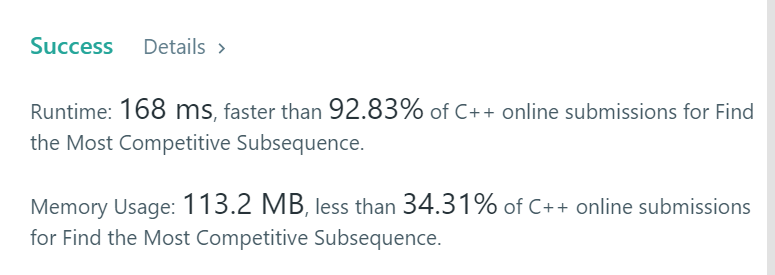 Success Details >
Runtime: 168 ms, faster than 92.83% of C++ online submissions for Find
the Most Competitive Subsequence.
Memory Usage: 113.2 MB, less than 34.31% of C++ online submissions
for Find the Most Competitive Subsequence.